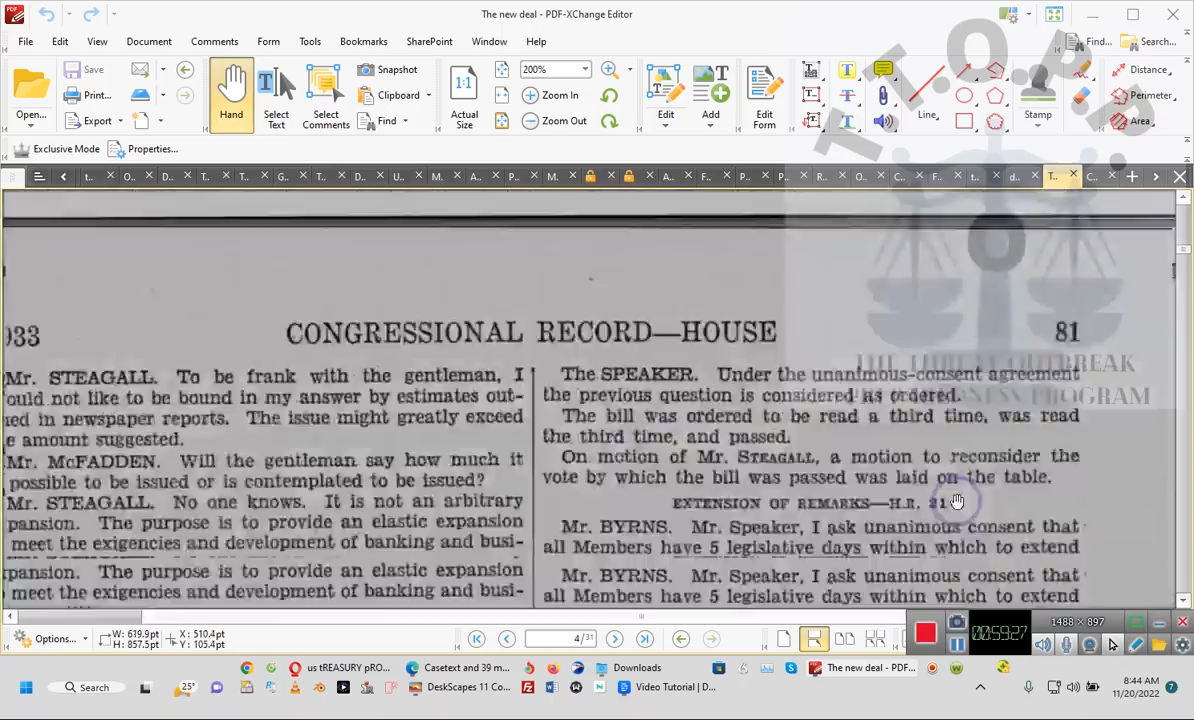 The new deal - PDF-XChange Editor
File Edit View Document Comments Form Tools Bookmarks SharePoint Window Help Find... Search...
Open... Save Print... Export Hand Select Text Select Comments Snapshot Clipboard Find Actual Size 200% Zoom In Zoom Out Edit Add Edit Form Line Stamp Distance Perimeter Area
Exclusive Mode Properties...
t.. O.. D.. T.. T.. G.. T.. D.. U.. M.. A.. P.. M.. A.. F.. P.. P.. R.. O.. C.. F.. t.. d.. T.. C..
T.T.O.P.P.
)33 CONGRESSIONAL RECORD—HOUSE 81
THE THREAT OUTBREAK
PREPAREDNESS PROGRAM
Mr. STEAGALL. To be frank with the gentleman, I
ould not like to be bound in my answer by estimates out-
ned in newspaper reports. The issue might greatly exceed
e amount suggested.
Mr. McFADDEN. Will the gentleman say how much it
possible to be issued or is contemplated to be issued?
Mr. STEAGALL. No one knows. It is not an arbitrary
pansion. The purpose is to provide an elastic expansion
meet the exigencies and development of banking and busi-
xpansion. The purpose is to provide an elastic expansion
meet the exigencies and development of banking and busi-
The SPEAKER. Under the unanimous-consent agreement
the previous question is considered as ordered.
The bill was ordered to be read a third time, was read
the third time, and passed.
On motion of Mr. STEAGALL, a motion to reconsider the
vote by which the bill was passed was laid on the table.
EXTENSION OF REMARKS—H.R. 21
Mr. BYRNS. Mr. Speaker, I ask unanimous consent that
all Members have 5 legislative days within which to extend
Mr. BYRNS. Mr. Speaker, I ask unanimous consent that
all Members have 5 legislative days within which to extend
Options... W: 619.9pt H: 857.5pt X: 510.4pt Y: 105.4pt 4 /31
1488 × 897
00:59:27
us tREASURY pRO... Casetext and 39 m... Downloads The new deal - PDF...
Search 25° DeskScapes 11 Co... Video Tutorial | D...
8:44 AM
11/20/2022
7